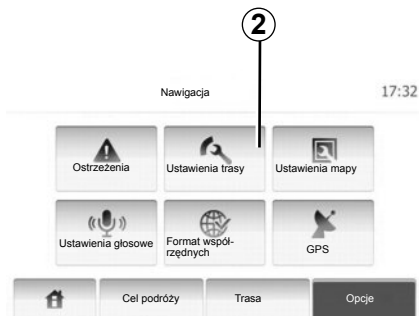 2
Nawigacja
17:32
Ostrzeżenia
Ustawienia trasy
Ustawienia mapy
Ustawienia głosowe
Format współ-
rzędnych
GPS
Cel podróży
Trasa
Opcje